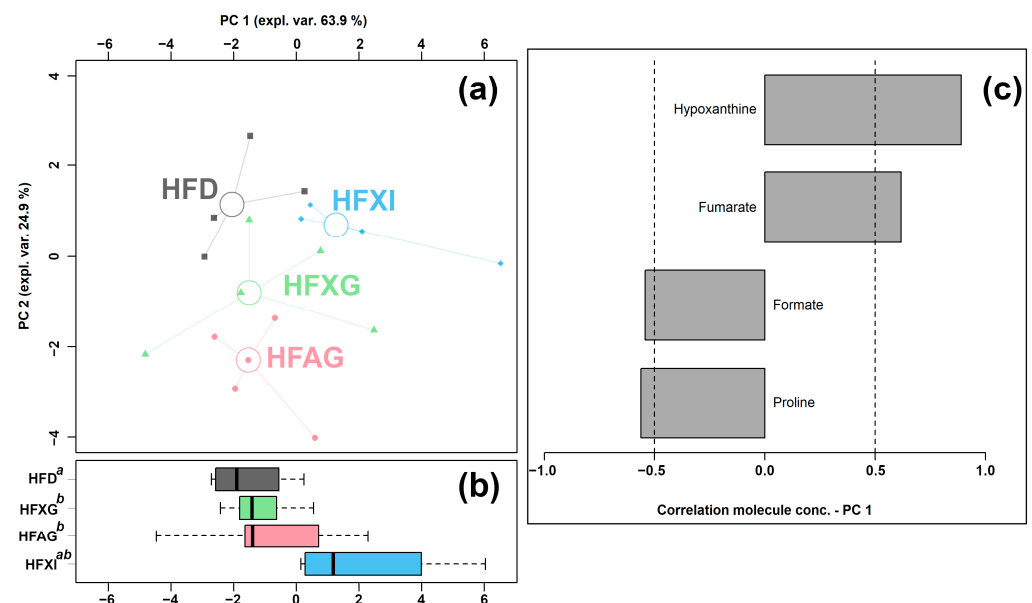 PC 1 (expl. var. 63.9 %)
−6 −4 −2 0 2 4 6
(a)
PC 2 (expl. var. 24.9 %)
4
2
0
−2
−4
HFD
HFXI
HFXG
HFAG
(b)
HFDa
HFXGb
HFAGb
HFXIab
−6 −4 −2 0 2 4 6
(c)
Hypoxanthine
Fumarate
Formate
Proline
−1.0 −0.5 0.0 0.5 1.0
Correlation molecule conc. - PC 1